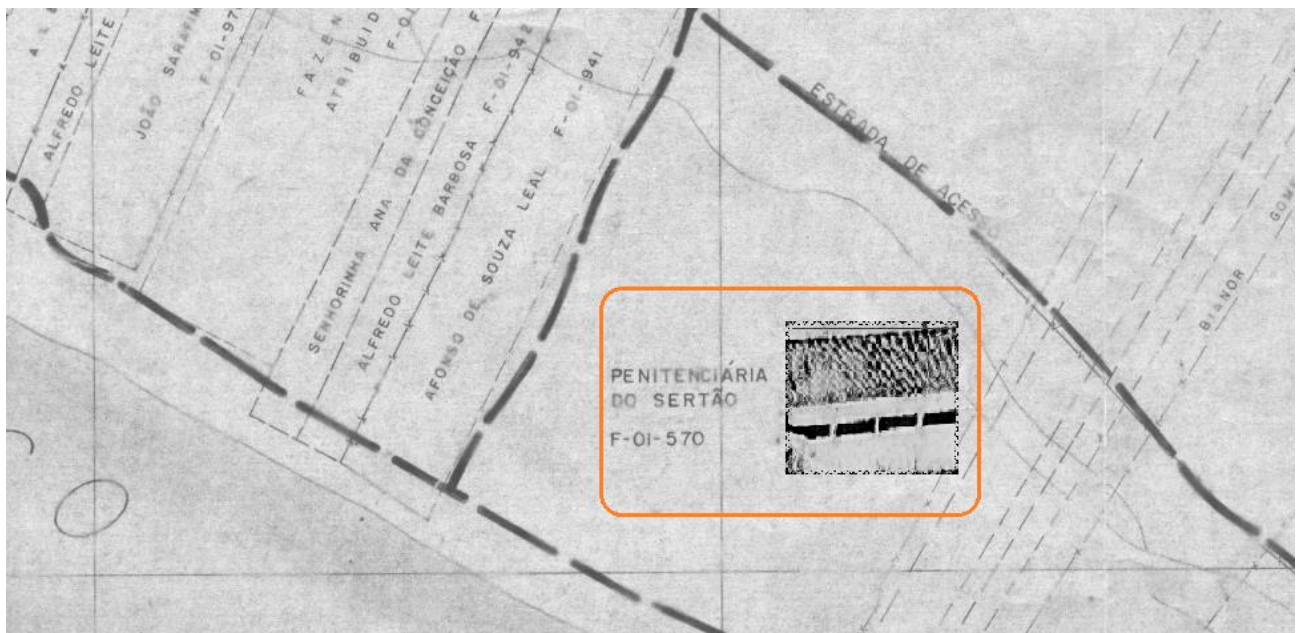 ALFREDO LEITE
JOÃO SARAFIM
F-01-97
FAZEN
ATRIBUID
F-0
SENHORINHA ANA DA CONCEIÇÃO F
ALFREDO LEITE BARBOSA F-01-942
AFONSO DE SOUZA LEAL F-01-941
ESTRADA DE ACESSO
PENITENCIÁRIA
DO SERTÃO
F-01-570
BIANOR GOM